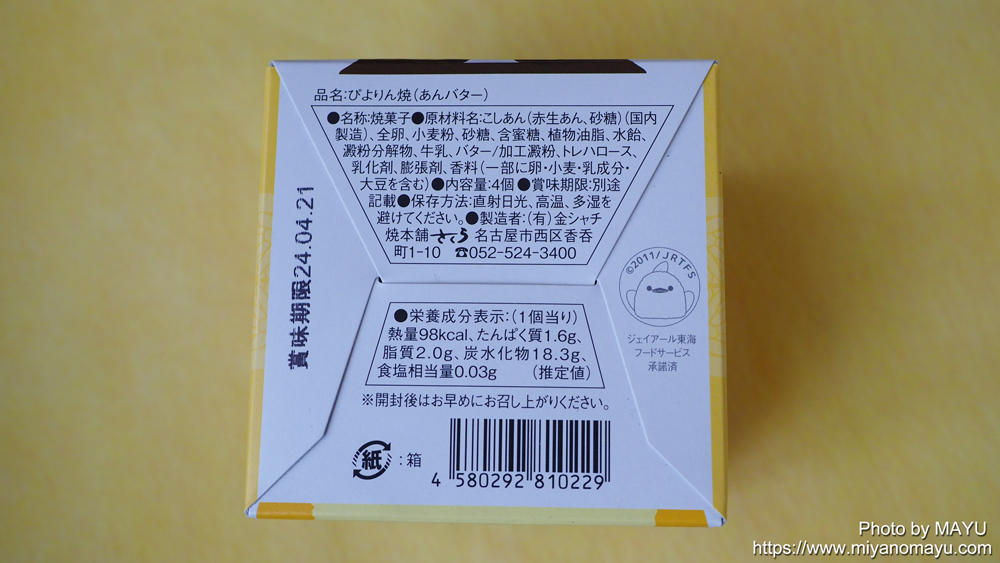 品名:ぴよりん焼(あんバター)
●名称:焼菓子●原材料名:こしあん(赤生あん、砂糖)(国内
製造)、全卵、小麦粉、砂糖、含蜜糖、植物油脂、水飴、
澱粉分解物、牛乳、バター/加工澱粉、トレハロース、
乳化剤、膨張剤、香料(一部に卵・小麦・乳成分・
大豆を含む)●内容量:4個●賞味期限:別途
記載●保存方法:直射日光、高温、多湿を
避けてください。●製造者:(有)金シャチ
焼本舗さくら 名古屋市西区香呑
町1-10 ☎052-524-3400
賞味期限24.04.21
©2011/JRTFS
ジェイアール東海
フードサービス
承諾済
●栄養成分表示:(1個当り)
熱量98kcal、たんぱく質1.6g、
脂質2.0g、炭水化物18.3g、
食塩相当量0.03g (推定値)
※開封後はお早めにお召し上がりください。
紙:箱
4 580292 810229
Photo by MAYU
https://www.miyanomayu.com/